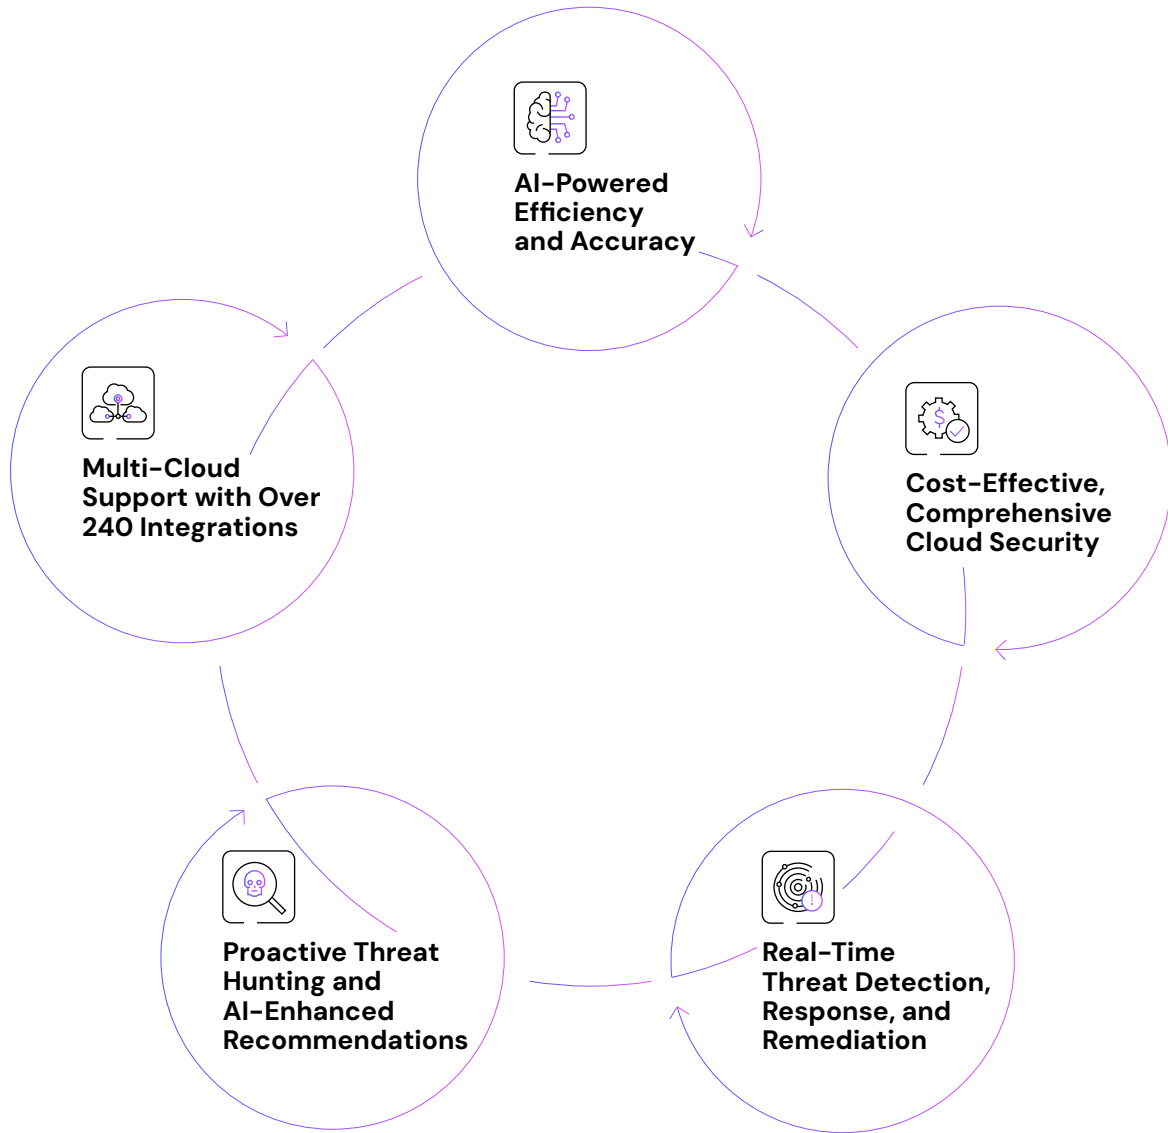 AI-Powered
Efficiency
and Accuracy
Cost-Effective,
Comprehensive
Cloud Security
Real-Time
Threat Detection,
Response, and
Remediation
Proactive Threat
Hunting and
AI-Enhanced
Recommendations
Multi-Cloud
Support with Over
240 Integrations